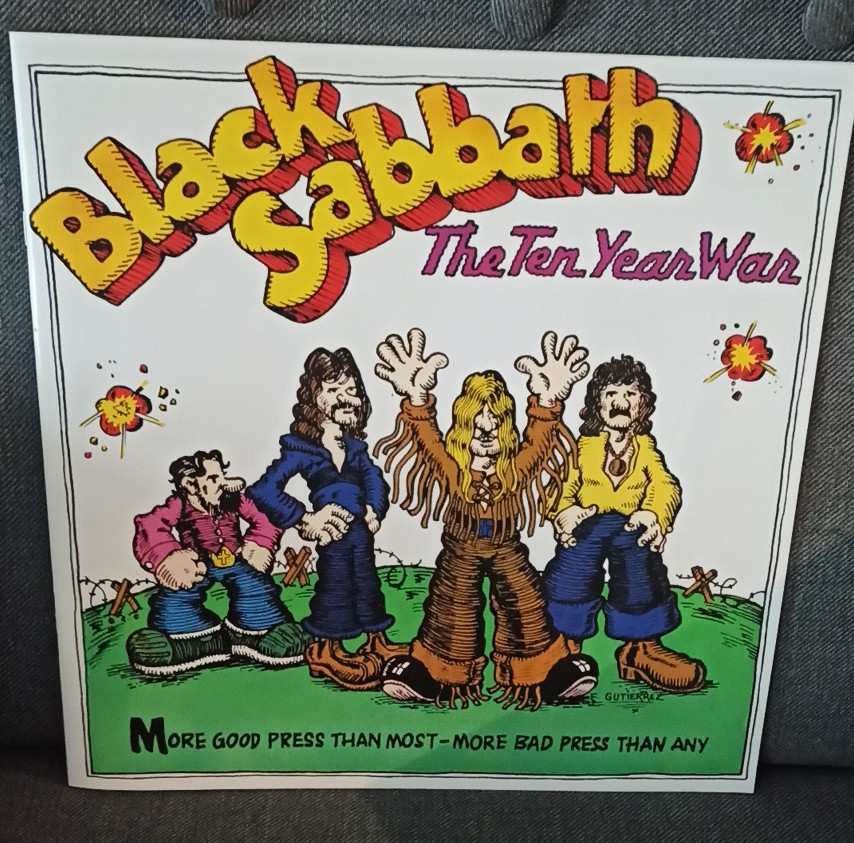 Black
Sabbath
The Ten Year War
E. GUTIERREZ
MORE GOOD PRESS THAN MOST-MORE BAD PRESS THAN ANY